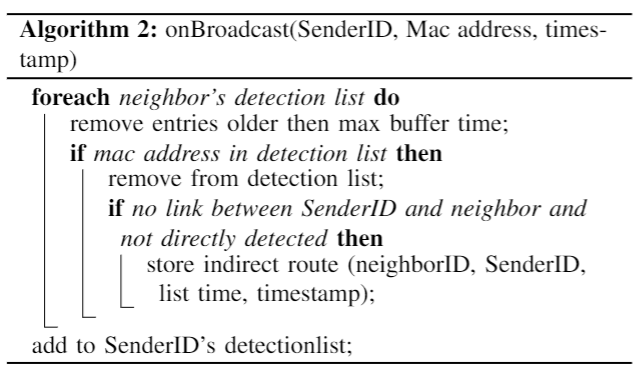 Algorithm 2: onBroadcast(SenderID, Mac address, times-
tamp)
foreach neighbor's detection list do
remove entries older then max buffer time;
if mac address in detection list then
remove from detection list;
if no link between SenderID and neighbor and
not directly detected then
store indirect route (neighborID, SenderID,
list time, timestamp);
add to SenderID's detectionlist;